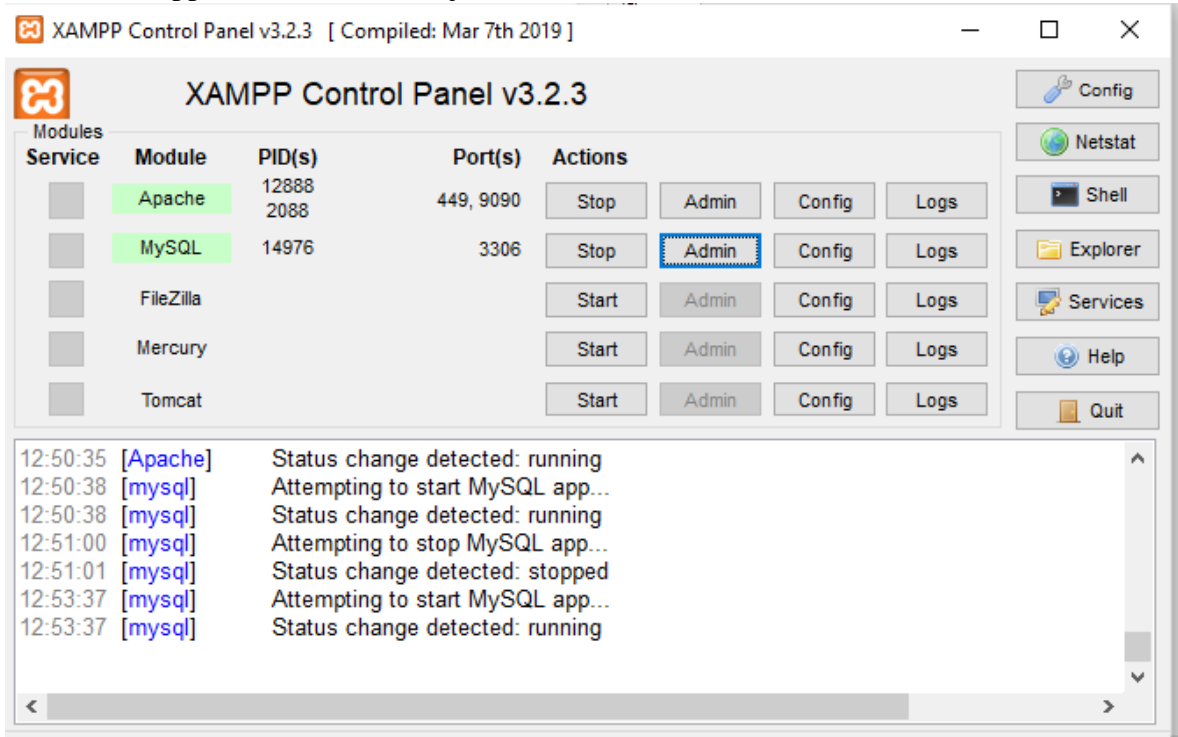 XAMPP Control Panel v3.2.3 [ Compiled: Mar 7th 2019 ]
XAMPP Control Panel v3.2.3
Config
Modules
Netstat
Service Module PID(s) Port(s) Actions
Apache 12888 2088 449, 9090 Stop Admin Config Logs
Shell
MySQL 14976 3306 Stop Admin Config Logs
Explorer
FileZilla Start Admin Config Logs
Services
Mercury Start Admin Config Logs
Help
Tomcat Start Admin Config Logs
Quit
12:50:35 [Apache] Status change detected: running
12:50:38 [mysql] Attempting to start MySQL app...
12:50:38 [mysql] Status change detected: running
12:51:00 [mysql] Attempting to stop MySQL app...
12:51:01 [mysql] Status change detected: stopped
12:53:37 [mysql] Attempting to start MySQL app...
12:53:37 [mysql] Status change detected: running